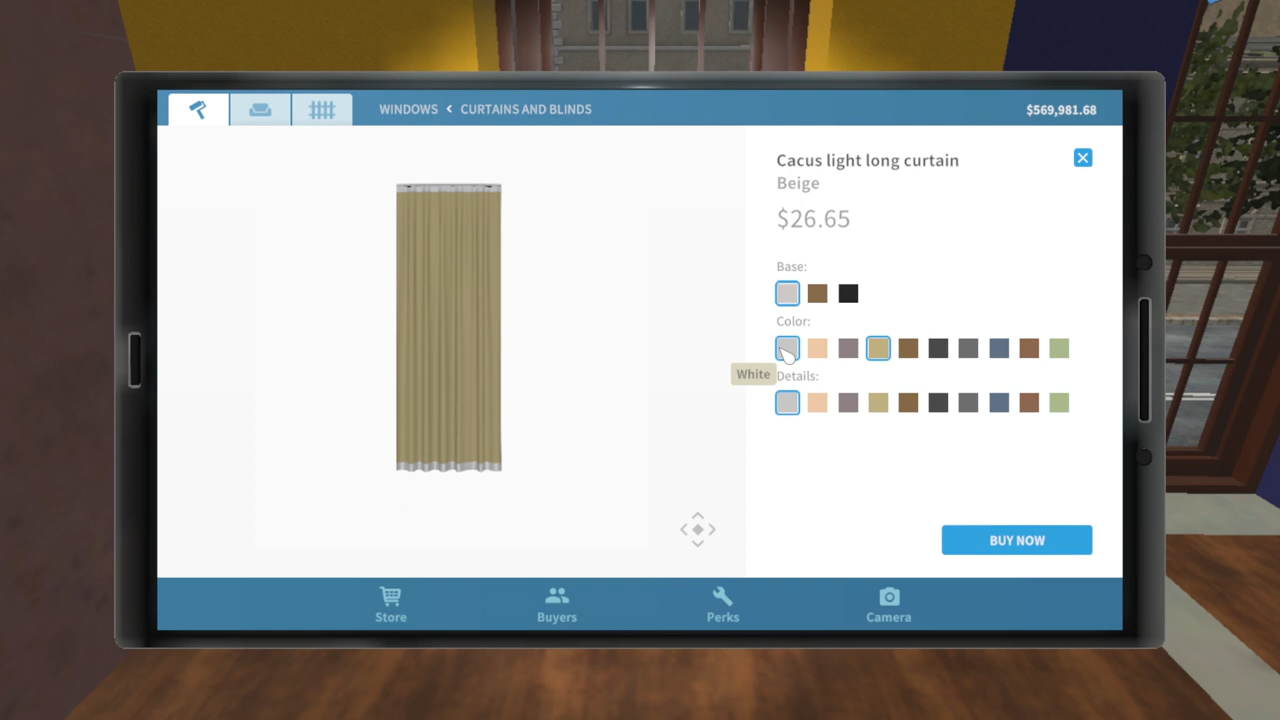 WINDOWS < CURTAINS AND BLINDS
$569,981.68
Cacus light long curtain
Beige
$26.65
Base:
Color:
White
Details:
BUY NOW
Store
Buyers
Perks
Camera